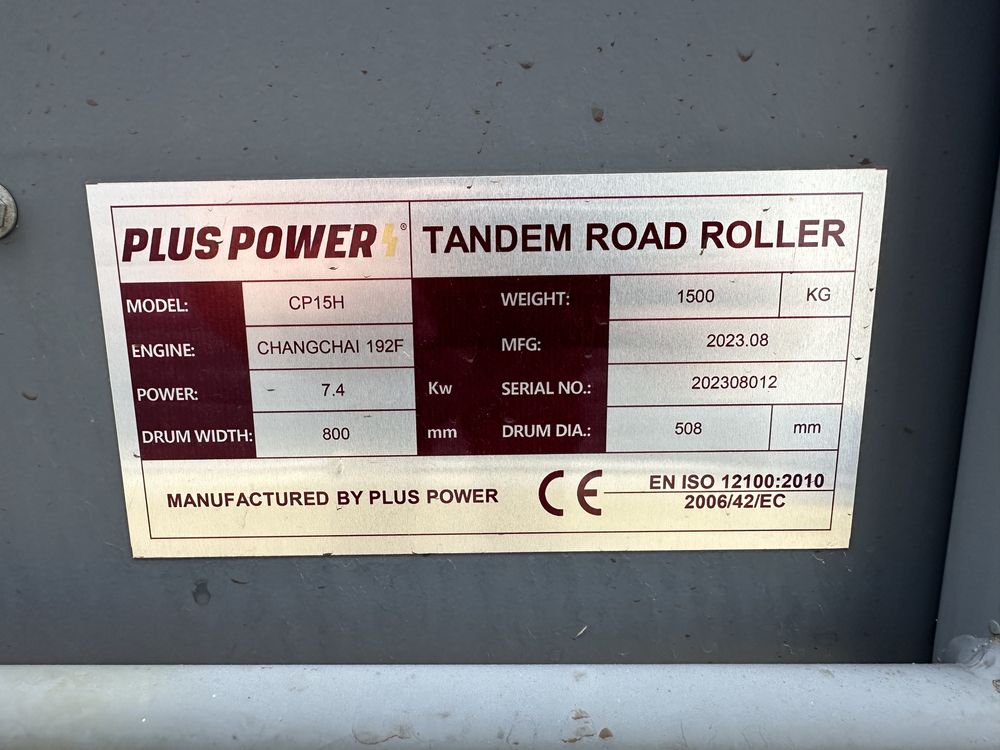 PLUS POWER ® TANDEM ROAD ROLLER
MODEL: CP15H WEIGHT: 1500 KG
ENGINE: CHANGCHAI 192F MFG: 2023.08
POWER: 7.4 Kw SERIAL NO.: 202308012
DRUM WIDTH: 800 mm DRUM DIA.: 508 mm
MANUFACTURED BY PLUS POWER CE EN ISO 12100:2010
2006/42/EC